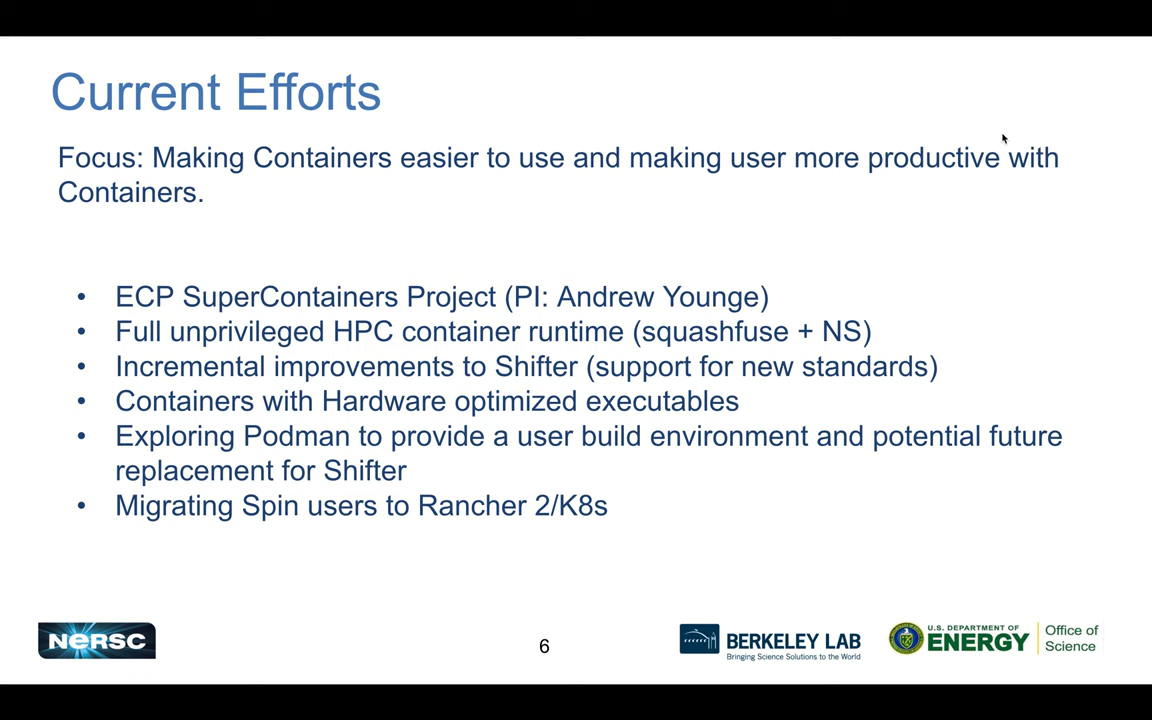 Current Efforts
Focus: Making Containers easier to use and making user more productive with
Containers.
• ECP SuperContainers Project (PI: Andrew Younge)
• Full unprivileged HPC container runtime (squashfuse + NS)
• Incremental improvements to Shifter (support for new standards)
• Containers with Hardware optimized executables
• Exploring Podman to provide a user build environment and potential future
replacement for Shifter
• Migrating Spin users to Rancher 2/K8s
NERSC
6
BERKELEY LAB
Bringing Science Solutions to the World
U.S. DEPARTMENT OF
ENERGY
Office of
Science